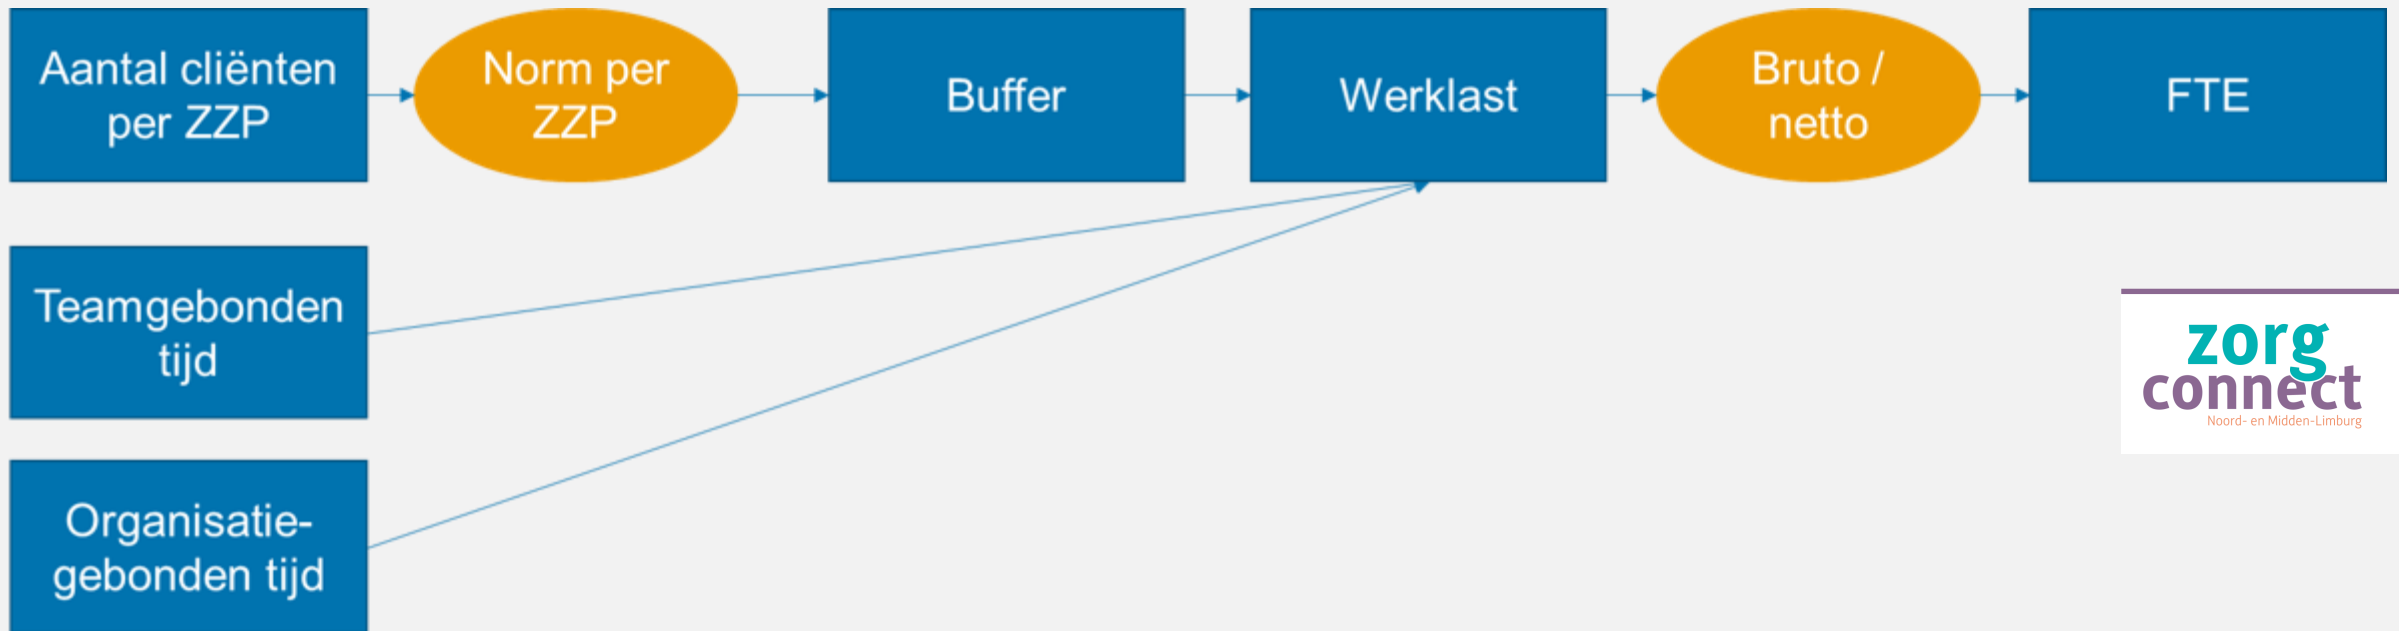 Aantal cliënten
per ZZP
Norm per
ZZP
Buffer
Werklast
Bruto /
netto
FTE
Teamgebonden
tijd
Organisatie-
gebonden tijd
zorg
connect
Noord- en Midden-Limburg